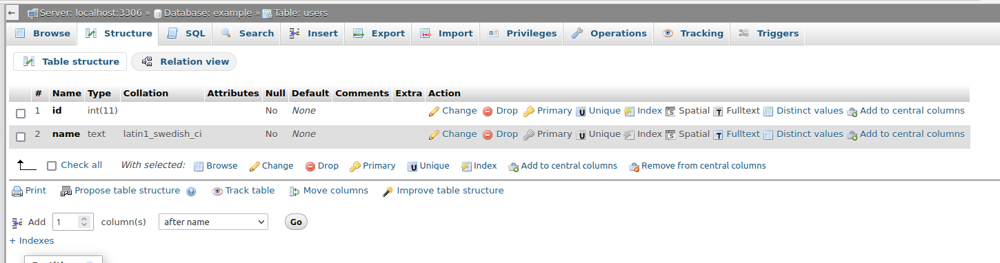 Server: localhost:3306 » Database: example » Table: users
Browse Structure SQL Search Insert Export Import Privileges Operations Tracking Triggers
Table structure Relation view
# Name Type Collation Attributes Null Default Comments Extra Action
1 id int(11) No None Change Drop Primary Unique Index Spatial Fulltext Distinct values Add to central columns
2 name text latin1_swedish_ci No None Change Drop Primary Unique Index Spatial Fulltext Distinct values Add to central columns
Check all With selected: Browse Change Drop Primary Unique Index Add to central columns Remove from central columns
Print Propose table structure Track table Move columns Improve table structure
Add 1 column(s) after name Go
+ Indexes